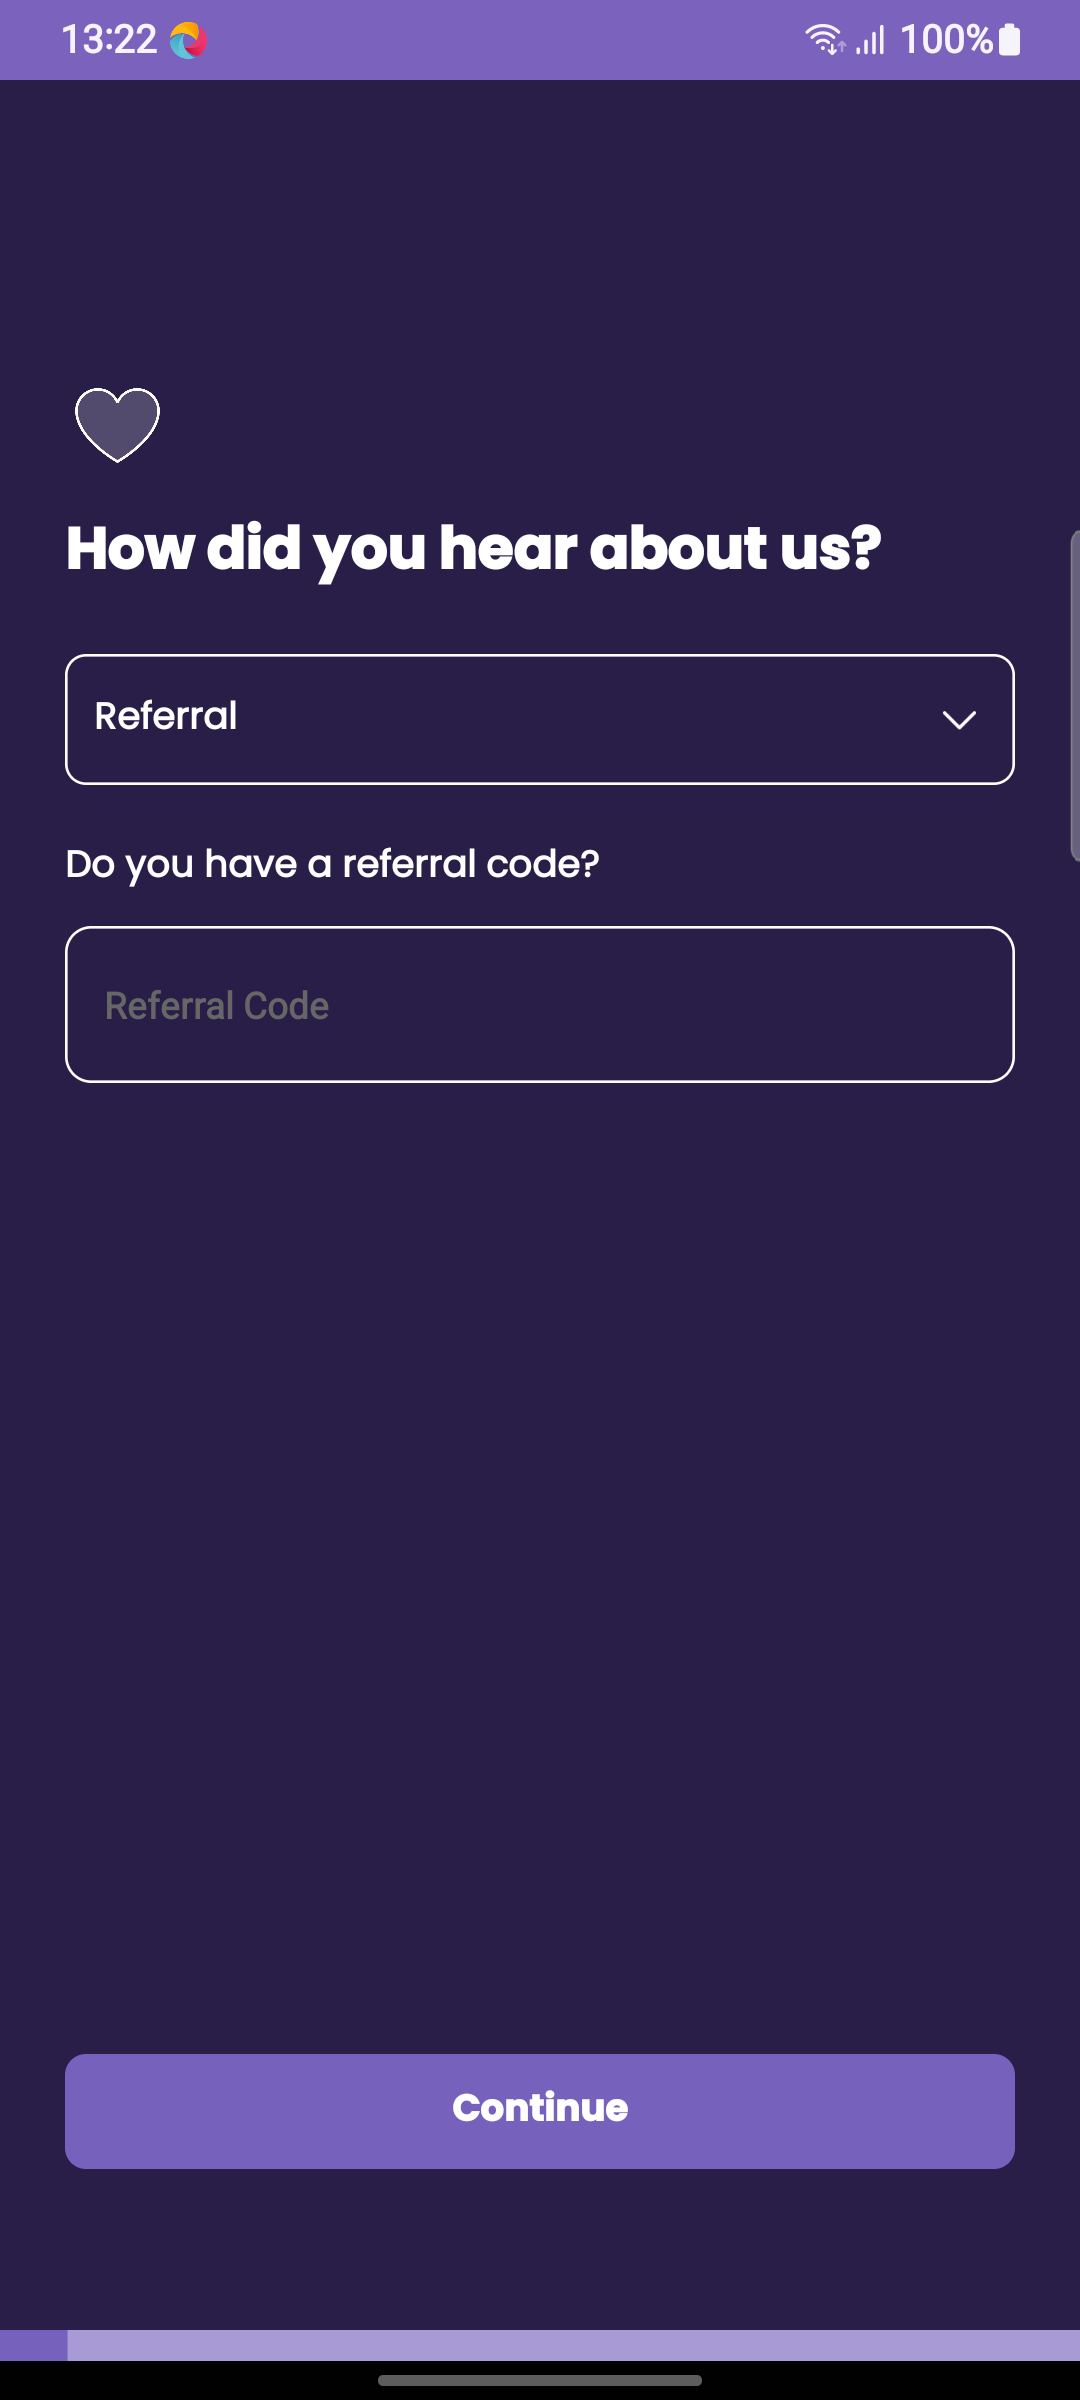 13:22 100%
How did you hear about us?
Referral
Do you have a referral code?
Referral Code
Continue